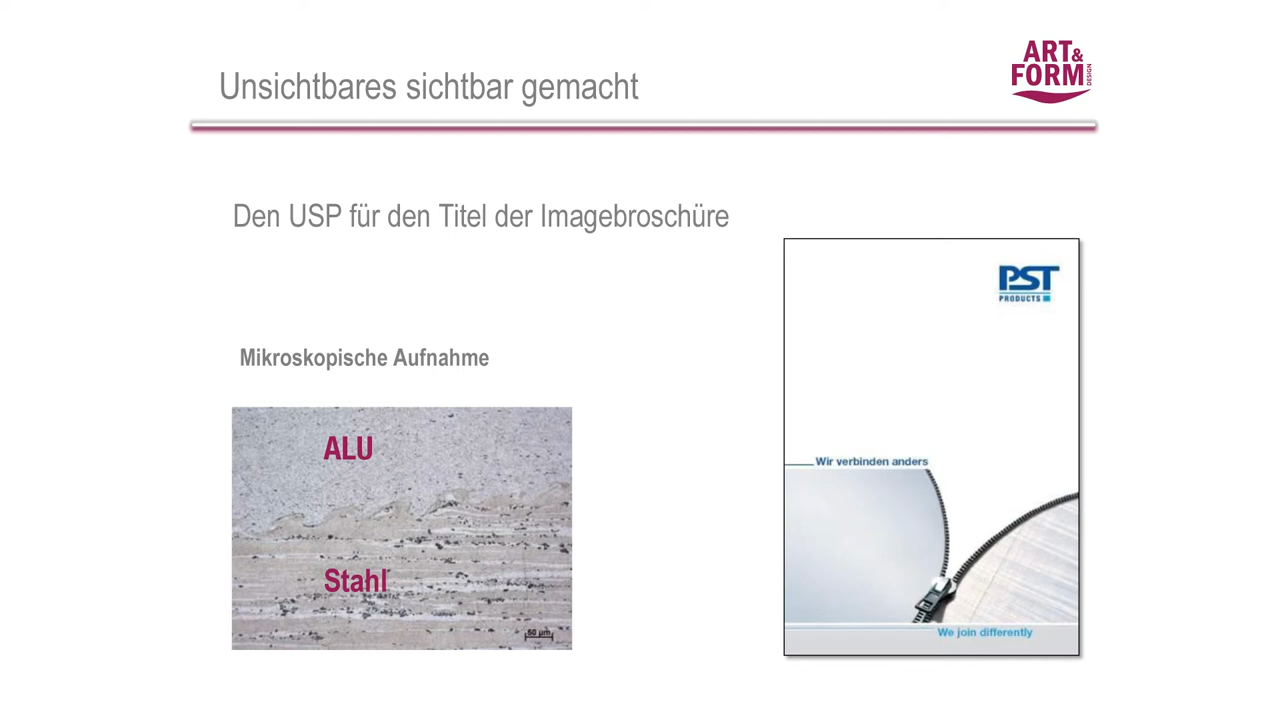 Unsichtbares sichtbar gemacht
ART&
FORM
DESIGN
Den USP für den Titel der Imagebroschüre
Mikroskopische Aufnahme
ALU
Stahl
50 µm
PST
PRODUCTS
Wir verbinden anders
We join differently